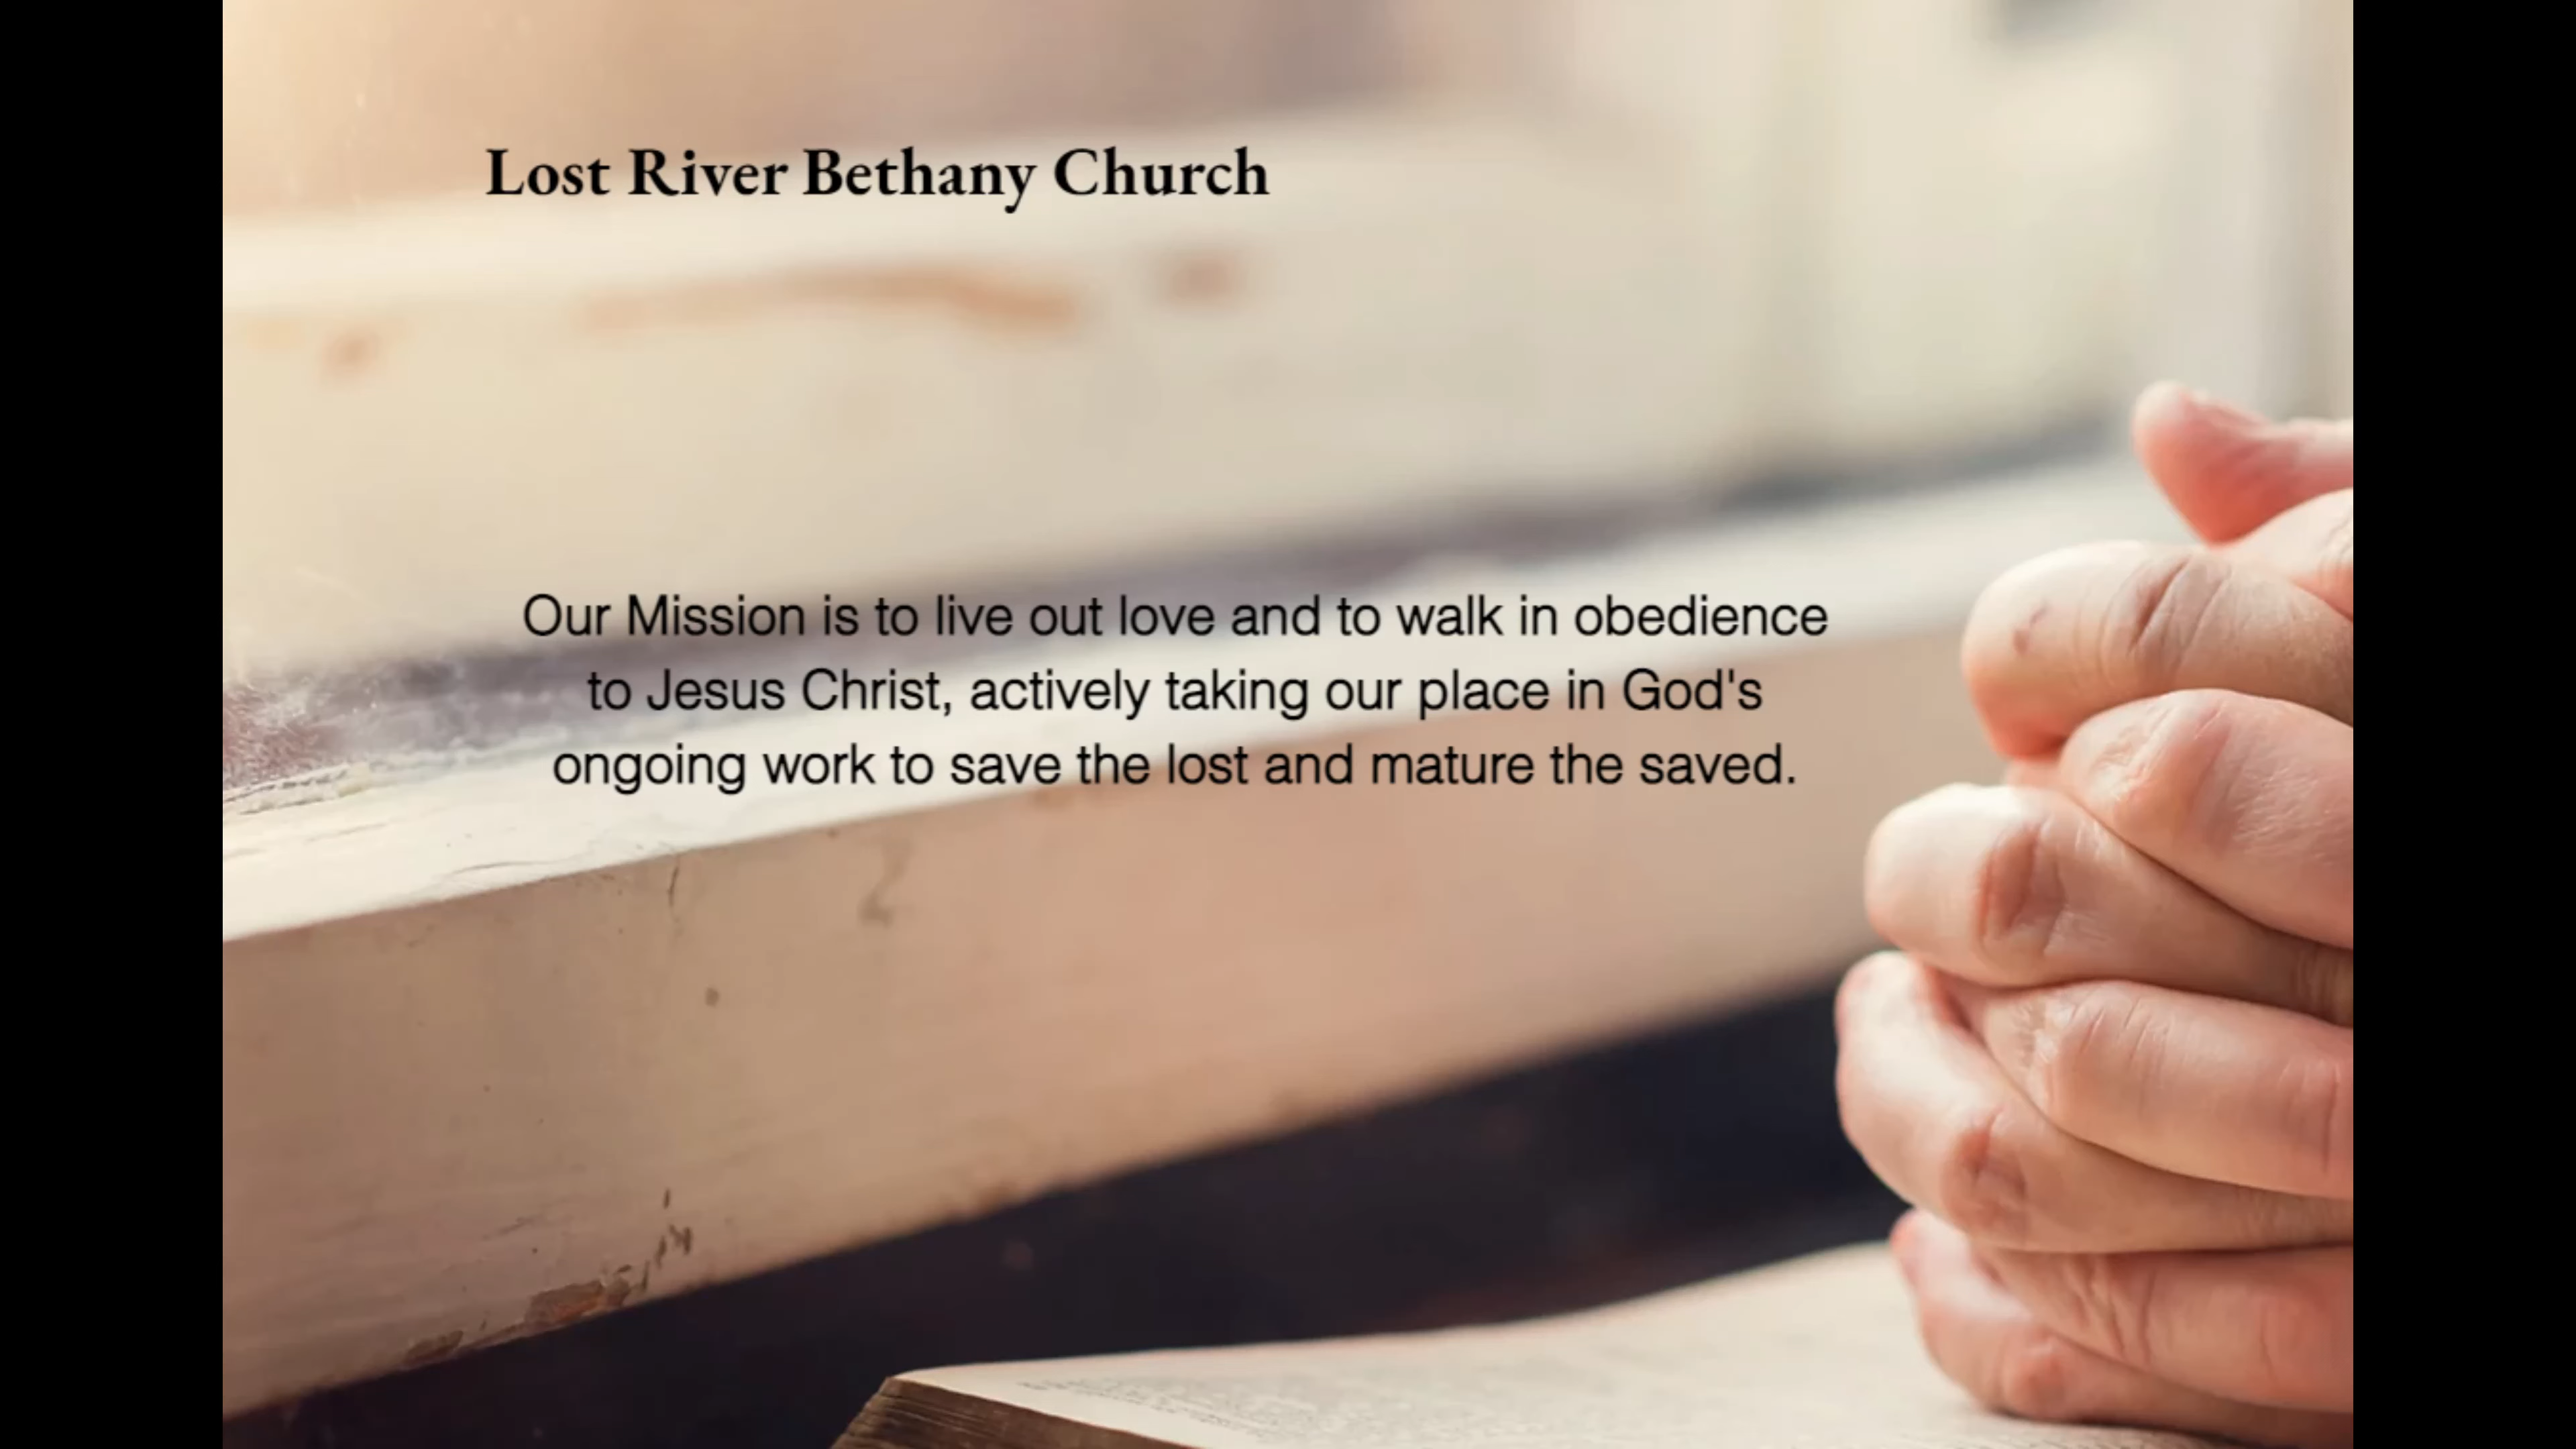 Lost River Bethany Church
Our Mission is to live out love and to walk in obedience
to Jesus Christ, actively taking our place in God's
ongoing work to save the lost and mature the saved.